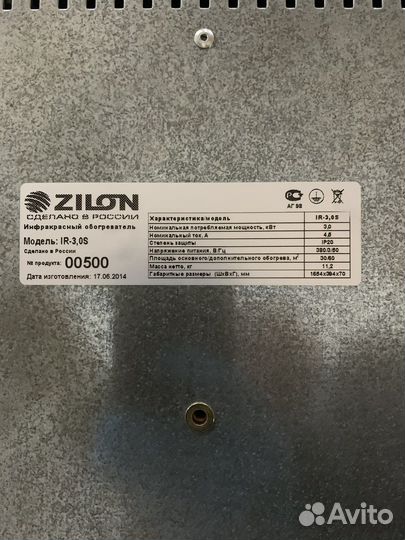 ZILON
СДЕЛАНО В РОССИИ
Инфракрасный обогреватель
Модель: IR-3,0S
Сделано в России
№ продукта: 00500
Дата изготовления: 17.06.2014
АГ 98
Характеристика/модель IR-3,0S
Номинальная потребляемая мощность, кВт 3,0
Номинальный ток, А 4,6
Степень защиты IP20
Напряжение питания, В/Гц 380/3/50
Площадь основного/дополнительного обогрева, м² 30/60
Масса нетто, кг 11,2
Габаритные размеры (ШхВхГ), мм 1654х394х70
Avito